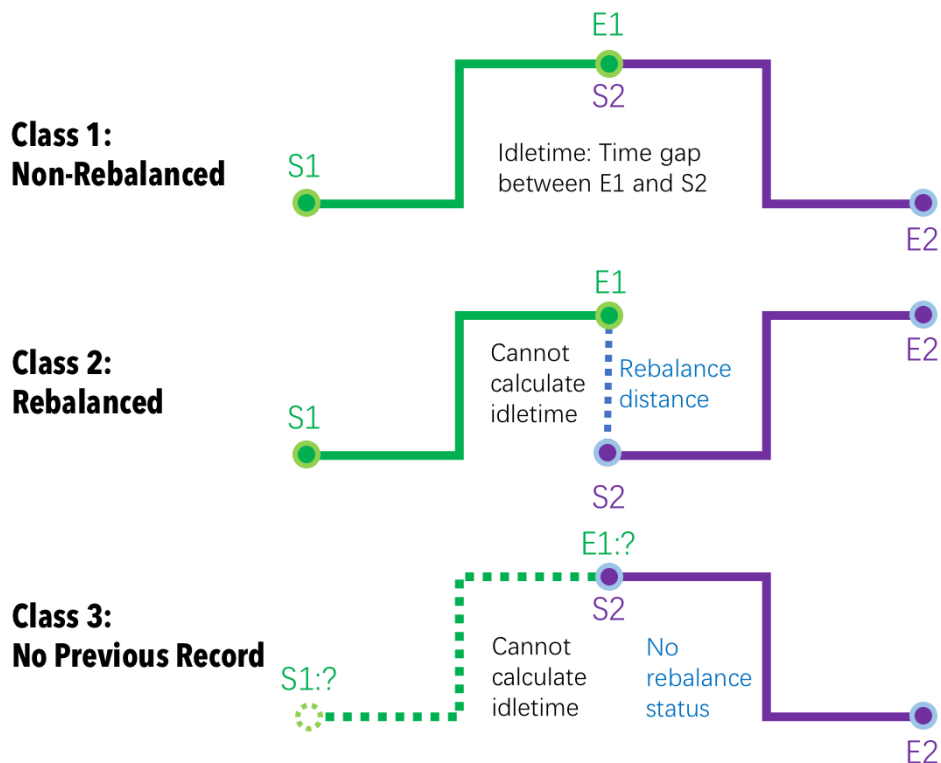 Class 1:
Non-Rebalanced
S1
E1
S2
Idletime: Time gap
between E1 and S2
E2
Class 2:
Rebalanced
S1
E1
Cannot
calculate
idletime
Rebalance
distance
S2
E2
Class 3:
No Previous Record
S1:?
E1:?
S2
Cannot
calculate
idletime
No
rebalance
status
E2